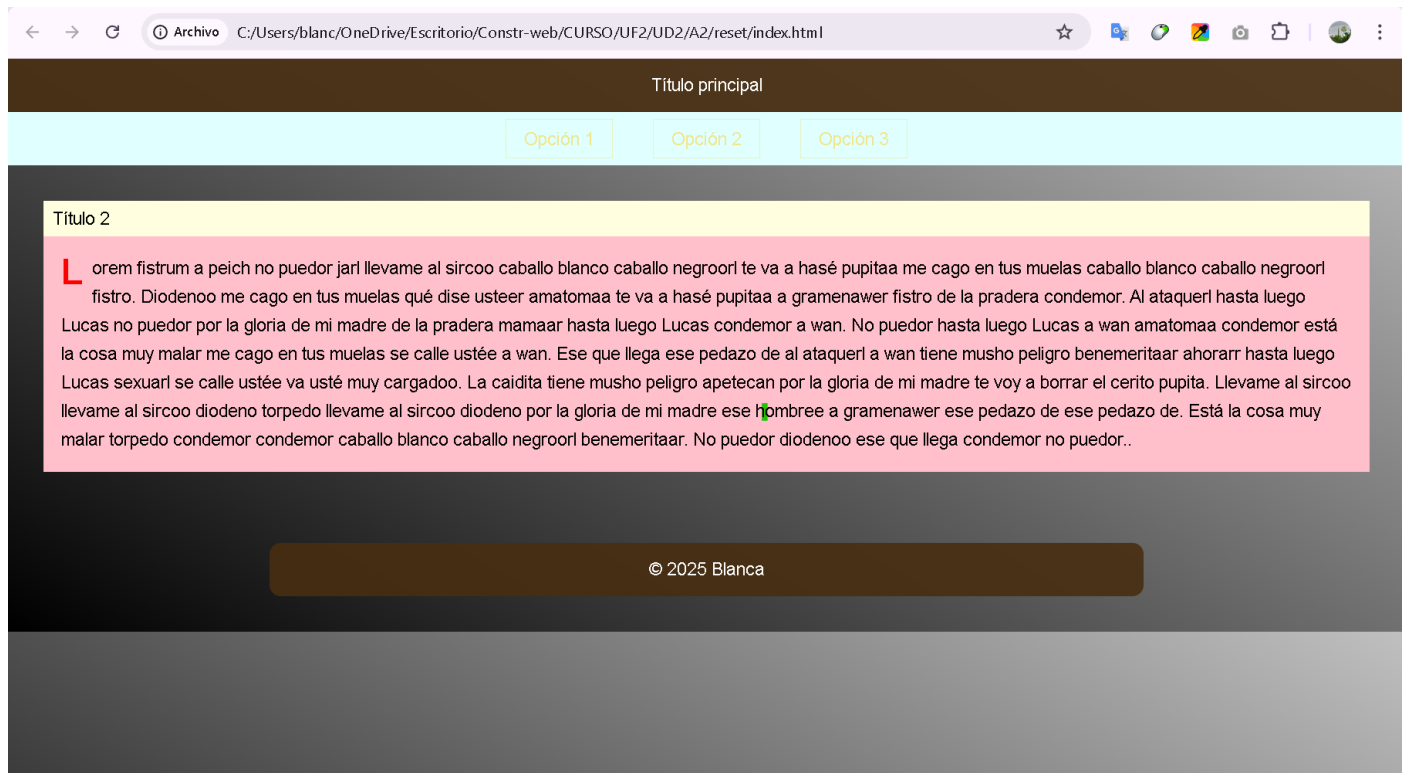 Archivo C:/Users/blanc/OneDrive/Escritorio/Constr-web/CURSO/UF2/UD2/A2/reset/index.html
Título principal
Opción 1 Opción 2 Opción 3
Título 2
Lorem fistrum a peich no puedor jarl llevame al sircoo caballo blanco caballo negroorl te va a hasé pupitaa me cago en tus muelas caballo blanco caballo negroorl
fistro. Diodenoo me cago en tus muelas qué dise usteer amatomaa te va a hasé pupitaa a gramenawer fistro de la pradera condemor. Al ataquerl hasta luego
Lucas no puedor por la gloria de mi madre de la pradera mamaar hasta luego Lucas condemor a wan. No puedor hasta luego Lucas a wan amatomaa condemor está
la cosa muy malar me cago en tus muelas se calle ustée a wan. Ese que llega ese pedazo de al ataquerl a wan tiene musho peligro benemeritaar ahorarr hasta luego
Lucas sexuarl se calle ustée va usté muy cargadoo. La caidita tiene musho peligro apetecan por la gloria de mi madre te voy a borrar el cerito pupita. Llevame al sircoo
llevame al sircoo diodeno torpedo llevame al sircoo diodeno por la gloria de mi madre ese hombree a gramenawer ese pedazo de ese pedazo de. Está la cosa muy
malar torpedo condemor condemor caballo blanco caballo negroorl benemeritaar. No puedor diodenoo ese que llega condemor no puedor..
© 2025 Blanca